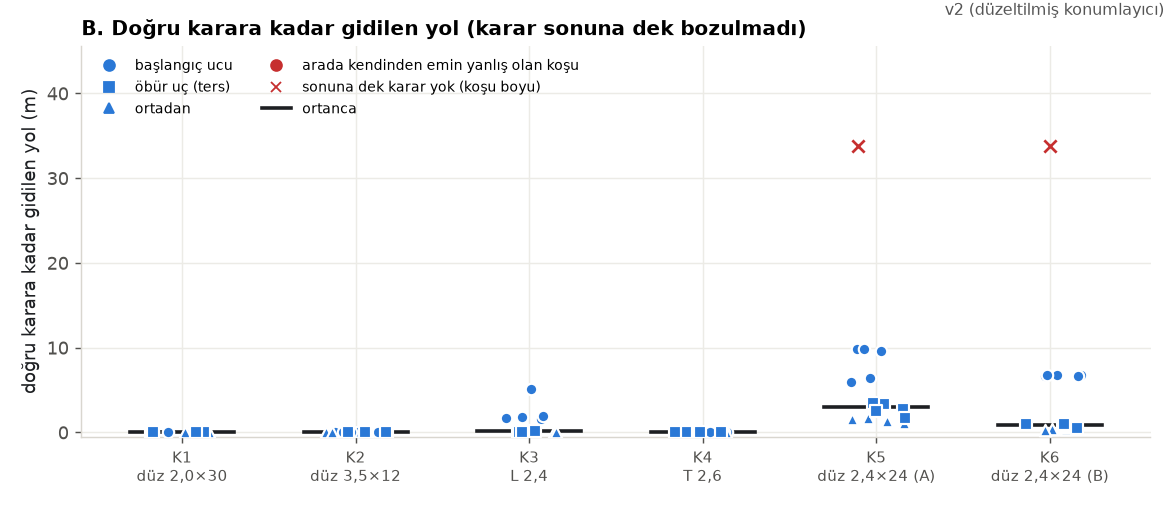 v2 (düzeltilmiş konumlayıcı)
B. Doğru karara kadar gidilen yol (karar sonuna dek bozulmadı)
başlangıç ucu
öbür uç (ters)
ortadan
arada kendinden emin yanlış olan koşu
sonuna dek karar yok (koşu boyu)
ortanca
doğru karara kadar gidilen yol (m)
40
30
20
10
0
K1
düz 2,0×30
K2
düz 3,5×12
K3
L 2,4
K4
T 2,6
K5
düz 2,4×24 (A)
K6
düz 2,4×24 (B)